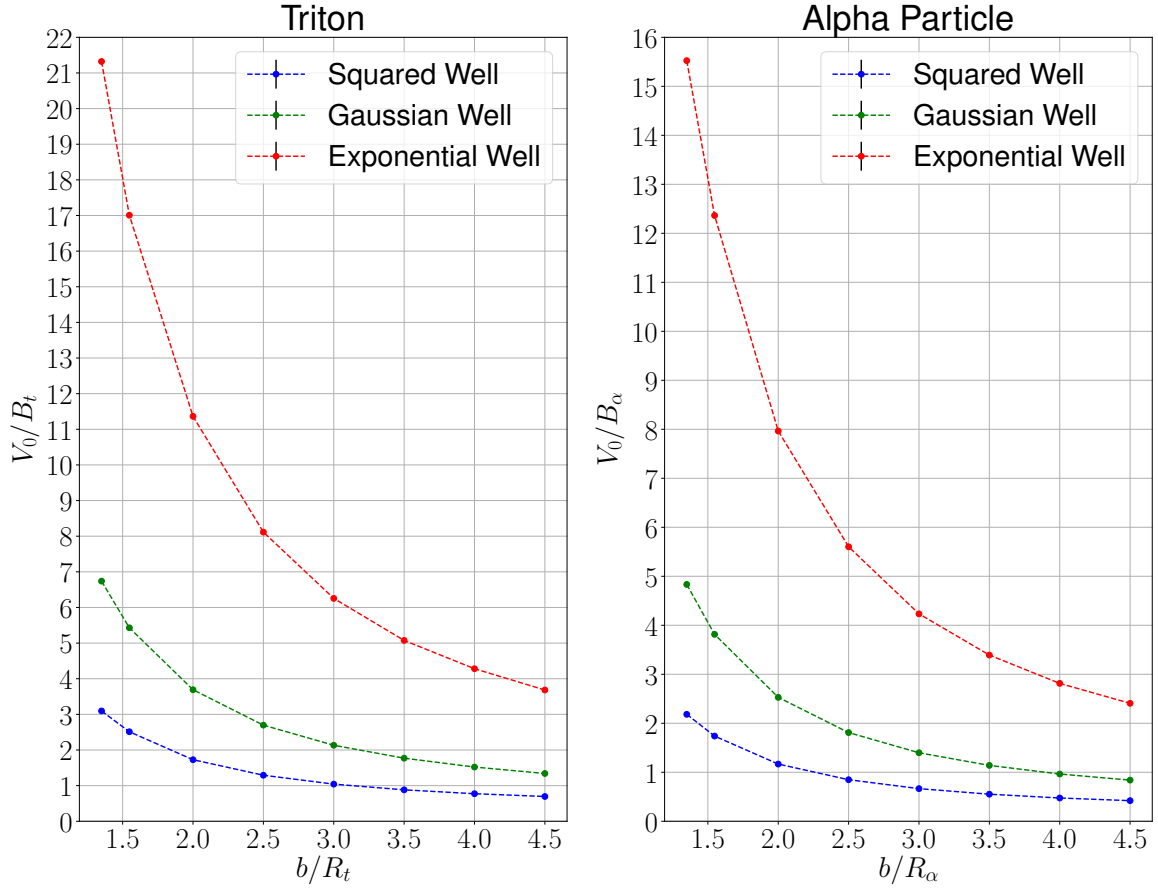 Triton
22
21
20
19
18
17
16
15
14
13
12
11
10
9
8
7
6
5
4
3
2
1
0
V₀/Bₜ
Squared Well
Gaussian Well
Exponential Well
1.5 2.0 2.5 3.0 3.5 4.0 4.5
b/Rₜ
Alpha Particle
16
15
14
13
12
11
10
9
8
7
6
5
4
3
2
1
0
V₀/B_α
Squared Well
Gaussian Well
Exponential Well
1.5 2.0 2.5 3.0 3.5 4.0 4.5
b/R_α